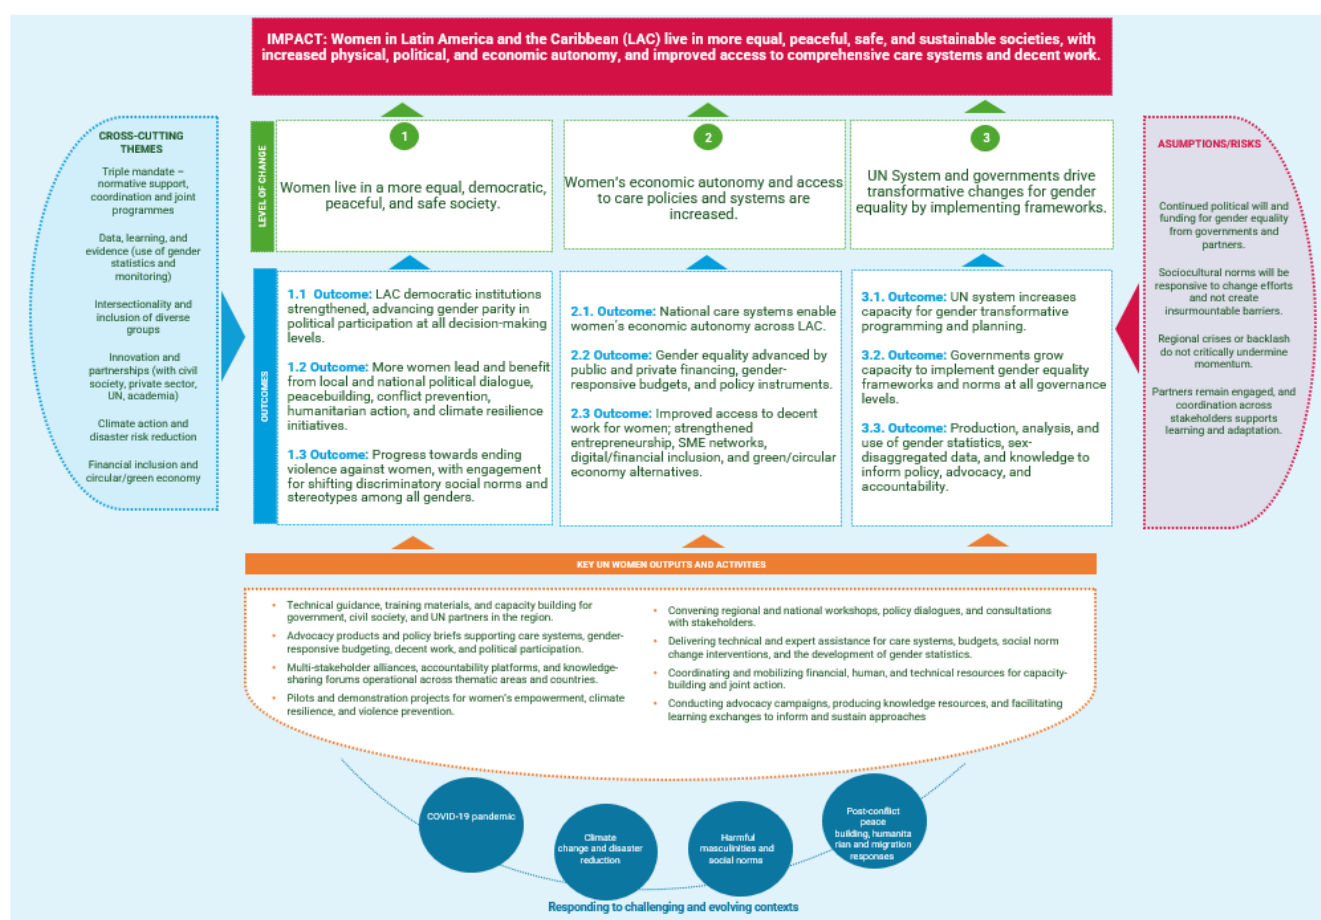 IMPACT: Women in Latin America and the Caribbean (LAC) live in more equal, peaceful, safe, and sustainable societies, with
increased physical, political, and economic autonomy, and improved access to comprehensive care systems and decent work.
CROSS-CUTTING
THEMES
Triple mandate –
normative support,
coordination and joint
programmes
Data, learning, and
evidence (use of gender
statistics and
monitoring)
Intersectionality and
inclusion of diverse
groups
Innovation and
partnerships (with civil
society, private sector,
UN, academia)
Climate action and
disaster risk reduction
Financial inclusion and
circular/green economy
LEVEL OF CHANGE
1
Women live in a more equal, democratic,
peaceful, and safe society.
2
Women's economic autonomy and access
to care policies and systems are
increased.
3
UN System and governments drive
transformative changes for gender
equality by implementing frameworks.
OUTCOMES
1.1 Outcome: LAC democratic institutions
strengthened, advancing gender parity in
political participation at all decision-making
levels.
1.2 Outcome: More women lead and benefit
from local and national political dialogue,
peacebuilding, conflict prevention,
humanitarian action, and climate resilience
initiatives.
1.3 Outcome: Progress towards ending
violence against women, with engagement
for shifting discriminatory social norms and
stereotypes among all genders.
2.1. Outcome: National care systems enable
women's economic autonomy across LAC.
2.2 Outcome: Gender equality advanced by
public and private financing, gender-
responsive budgets, and policy instruments.
2.3 Outcome: Improved access to decent
work for women; strengthened
entrepreneurship, SME networks,
digital/financial inclusion, and green/circular
economy alternatives.
3.1. Outcome: UN system increases
capacity for gender transformative
programming and planning.
3.2. Outcome: Governments grow
capacity to implement gender equality
frameworks and norms at all governance
levels.
3.3. Outcome: Production, analysis, and
use of gender statistics, sex-
disaggregated data, and knowledge to
inform policy, advocacy, and
accountability.
ASUMPTIONS/RISKS
Continued political will and
funding for gender equality
from governments and
partners.
Sociocultural norms will be
responsive to change efforts
and not create
insurmountable barriers.
Regional crises or backlash
do not critically undermine
momentum.
Partners remain engaged, and
coordination across
stakeholders supports
learning and adaptation.
KEY UN WOMEN OUTPUTS AND ACTIVITIES
• Technical guidance, training materials, and capacity building for
government, civil society, and UN partners in the region.
• Advocacy products and policy briefs supporting care systems, gender-
responsive budgeting, decent work, and political participation.
• Multi-stakeholder alliances, accountability platforms, and knowledge-
sharing forums operational across thematic areas and countries.
• Pilots and demonstration projects for women's empowerment, climate
resilience, and violence prevention.
• Convening regional and national workshops, policy dialogues, and consultations
with stakeholders.
• Delivering technical and expert assistance for care systems, budgets, social norm
change interventions, and the development of gender statistics.
• Coordinating and mobilizing financial, human, and technical resources for capacity-
building and joint action.
• Conducting advocacy campaigns, producing knowledge resources, and facilitating
learning exchanges to inform and sustain approaches
COVID-19 pandemic
Climate
change and disaster
reduction
Harmful
masculinities and
social norms
Post-conflict
peace
building, humanita
rian and migration
responses
Responding to challenging and evolving contexts